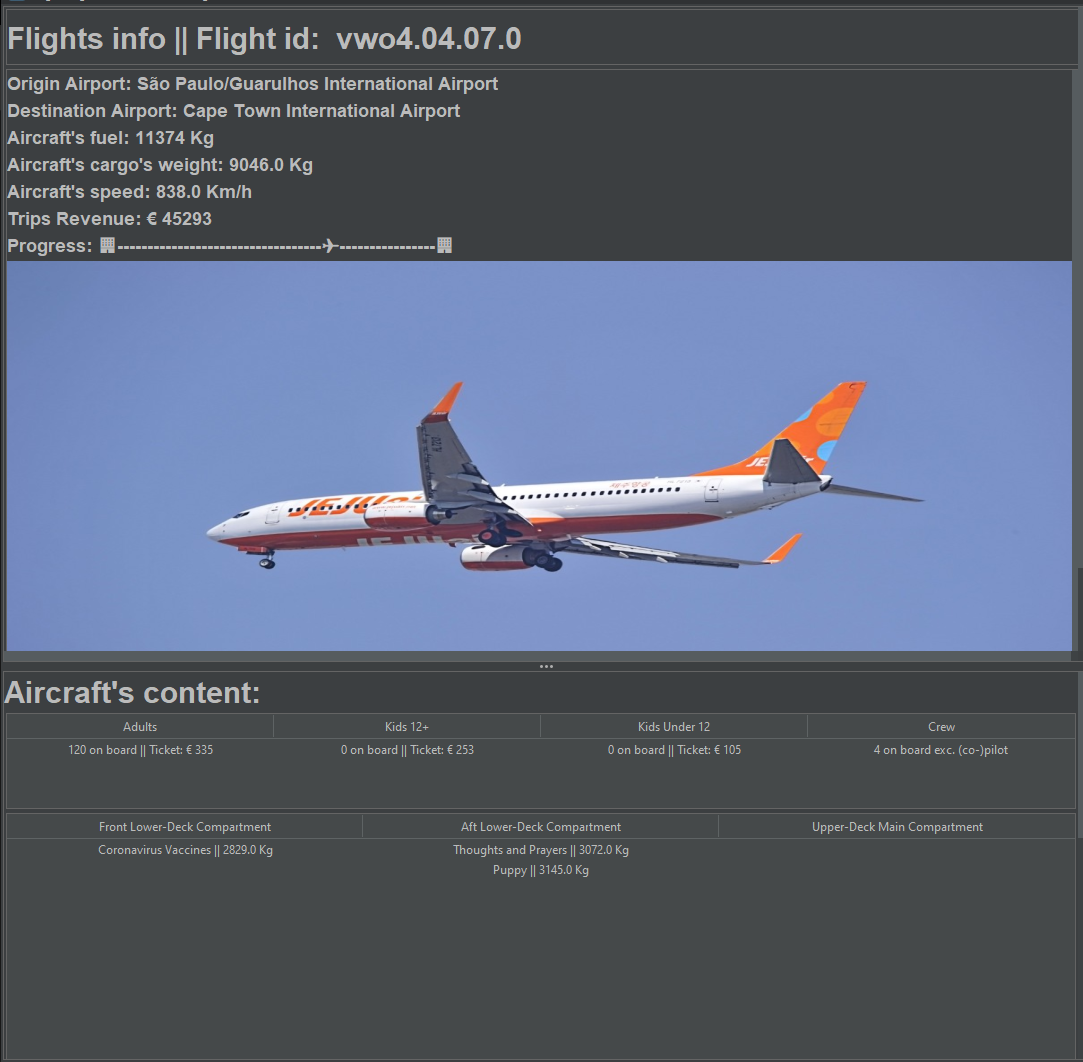 Flights info || Flight id: vwo4.04.07.0
Origin Airport: São Paulo/Guarulhos International Airport
Destination Airport: Cape Town International Airport
Aircraft's fuel: 11374 Kg
Aircraft's cargo's weight: 9046.0 Kg
Aircraft's speed: 838.0 Km/h
Trips Revenue: € 45293
Progress: 🏢----------------------------------✈----------------🏢
Aircraft's content:
Adults Kids 12+ Kids Under 12 Crew
120 on board || Ticket: € 335 0 on board || Ticket: € 253 0 on board || Ticket: € 105 4 on board exc. (co-)pilot
Front Lower-Deck Compartment Aft Lower-Deck Compartment Upper-Deck Main Compartment
Coronavirus Vaccines || 2829.0 Kg Thoughts and Prayers || 3072.0 Kg
Puppy || 3145.0 Kg